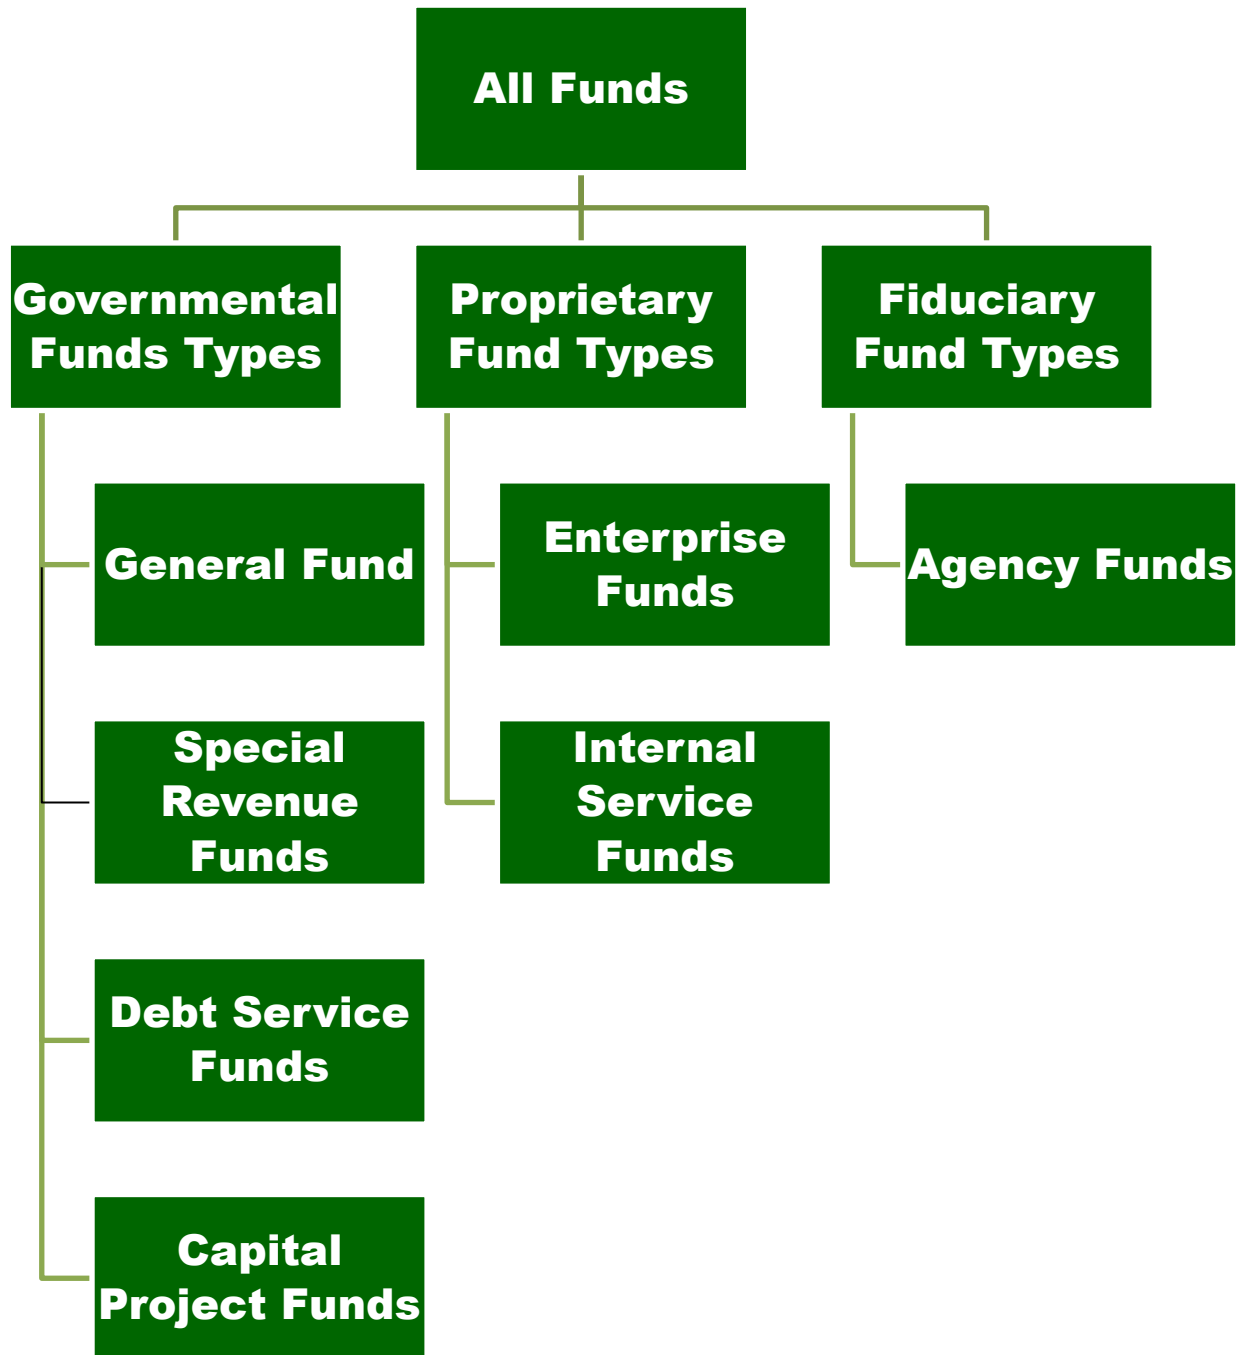 All Funds
Governmental
Funds Types
Proprietary
Fund Types
Fiduciary
Fund Types
General Fund
Enterprise
Funds
Agency Funds
Special
Revenue
Funds
Internal
Service
Funds
Debt Service
Funds
Capital
Project Funds